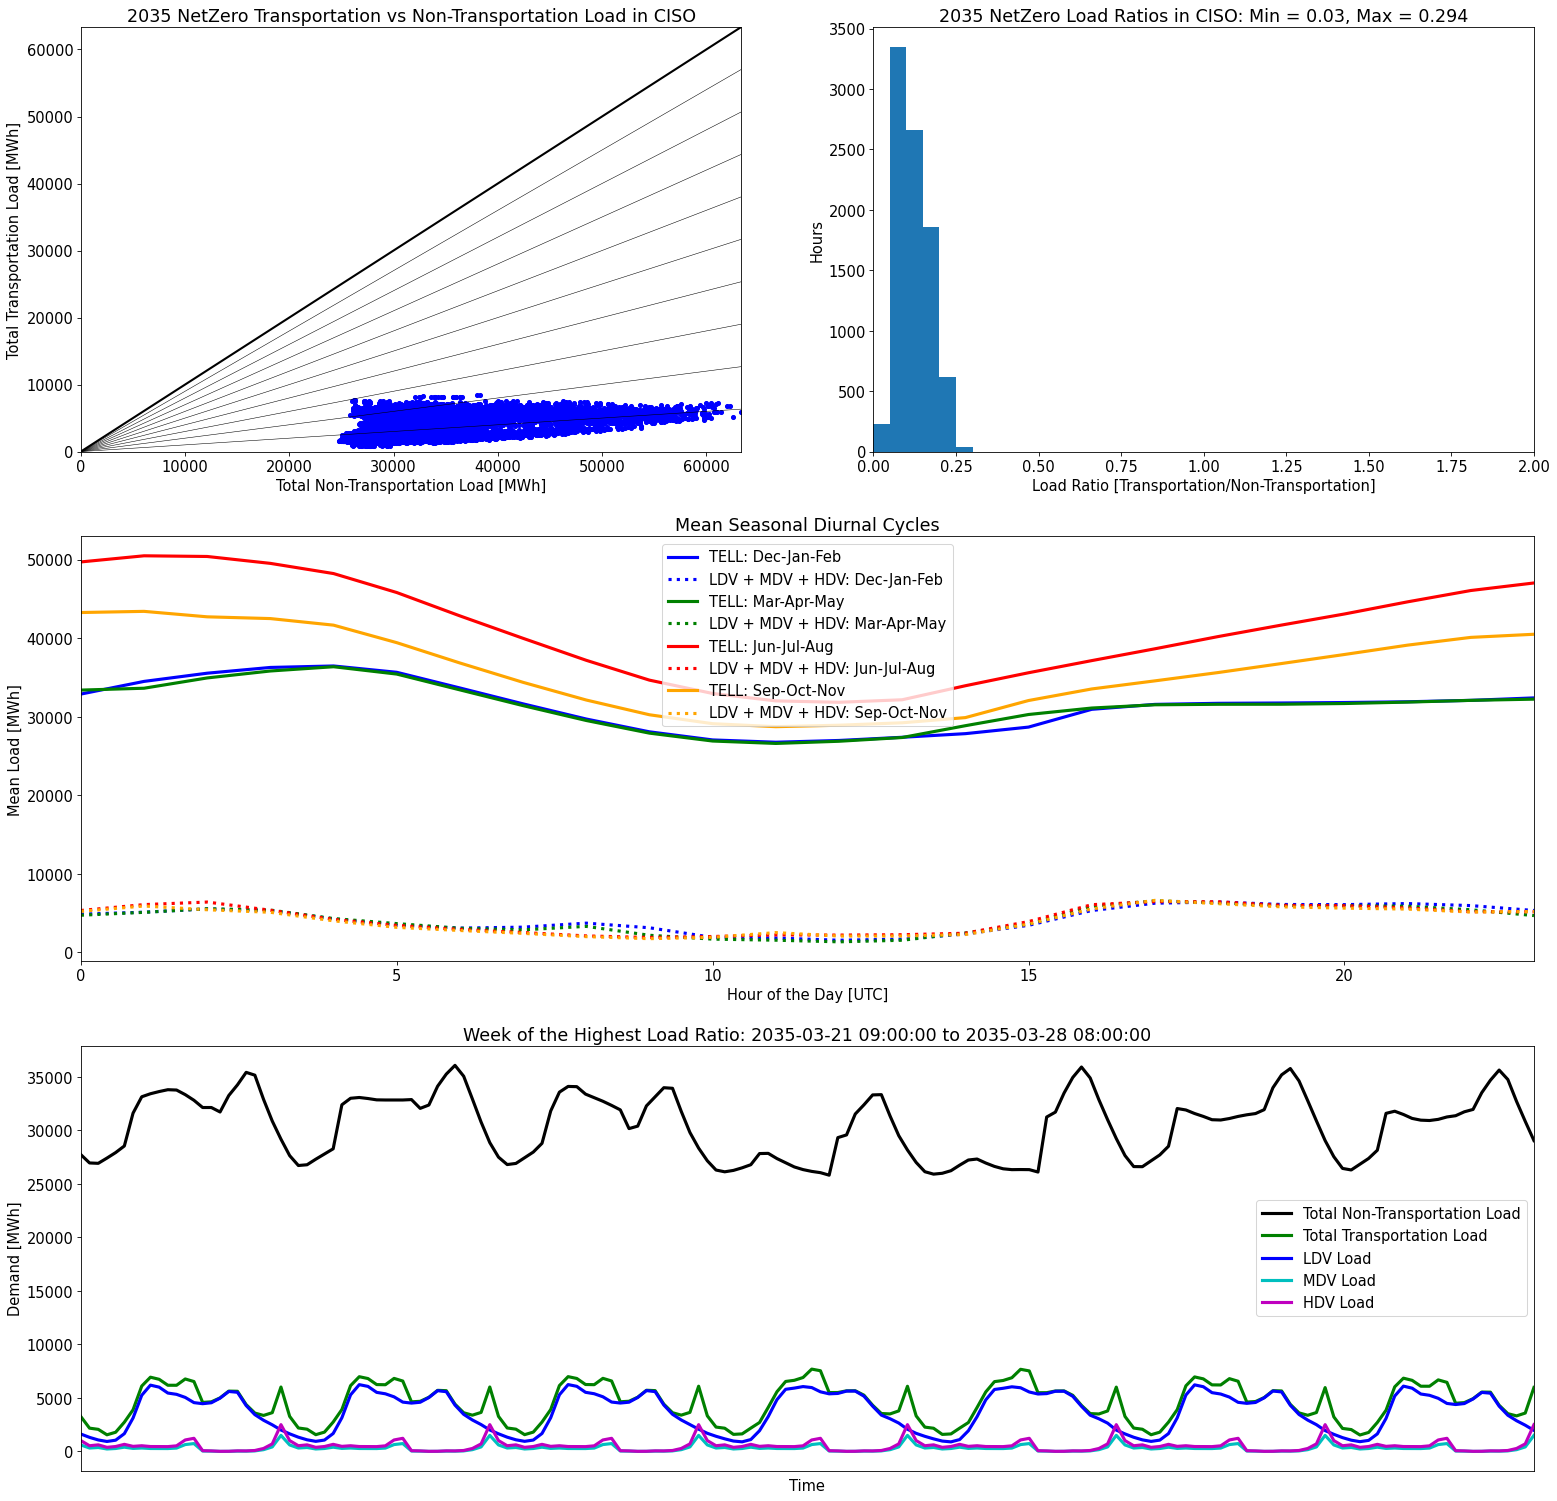 2035 NetZero Transportation vs Non-Transportation Load in CISO
Total Transportation Load [MWh]
60000
50000
40000
30000
20000
10000
0
0 10000 20000 30000 40000 50000 60000
Total Non-Transportation Load [MWh]
2035 NetZero Load Ratios in CISO: Min = 0.03, Max = 0.294
Hours
3500
3000
2500
2000
1500
1000
500
0
0.00 0.25 0.50 0.75 1.00 1.25 1.50 1.75 2.00
Load Ratio [Transportation/Non-Transportation]
Mean Seasonal Diurnal Cycles
Mean Load [MWh]
50000
40000
30000
20000
10000
0
TELL: Dec-Jan-Feb
LDV + MDV + HDV: Dec-Jan-Feb
TELL: Mar-Apr-May
LDV + MDV + HDV: Mar-Apr-May
TELL: Jun-Jul-Aug
LDV + MDV + HDV: Jun-Jul-Aug
TELL: Sep-Oct-Nov
LDV + MDV + HDV: Sep-Oct-Nov
0 5 10 15 20
Hour of the Day [UTC]
Week of the Highest Load Ratio: 2035-03-21 09:00:00 to 2035-03-28 08:00:00
Demand [MWh]
35000
30000
25000
20000
15000
10000
5000
0
Total Non-Transportation Load
Total Transportation Load
LDV Load
MDV Load
HDV Load
Time